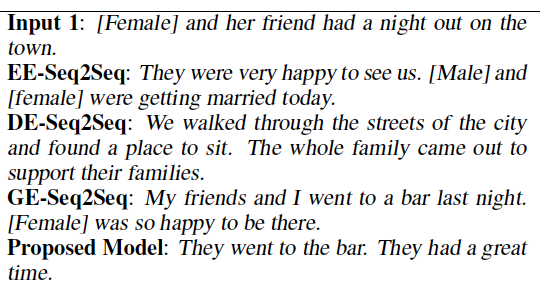 Input 1: [Female] and her friend had a night out on the
town.
EE-Seq2Seq: They were very happy to see us. [Male] and
[female] were getting married today.
DE-Seq2Seq: We walked through the streets of the city
and found a place to sit. The whole family came out to
support their families.
GE-Seq2Seq: My friends and I went to a bar last night.
[Female] was so happy to be there.
Proposed Model: They went to the bar. They had a great
time.